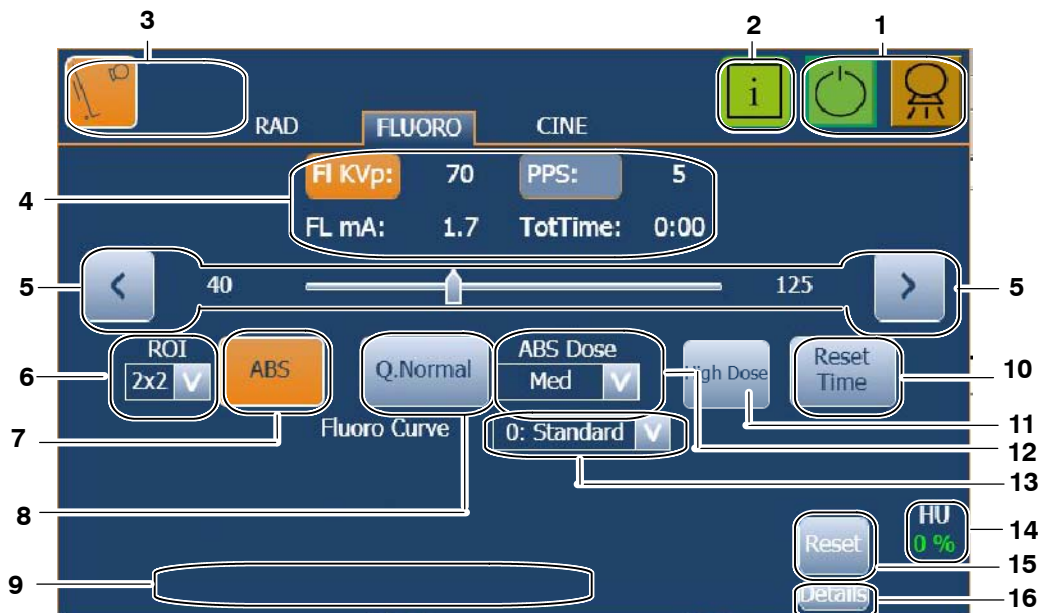 3 2 1
i
RAD FLUORO CINE
4 Fl KVp: 70 PPS: 5
FL mA: 1.7 TotTime: 0:00
5 < 40 125 > 5
ROI ABS Dose Reset
6 2x2 V ABS Q.Normal Med V High Dose Time 10
7 Fluoro Curve 0: Standard V 11
12
13
8 HU 14
Reset 0 % 15
9 Details 16